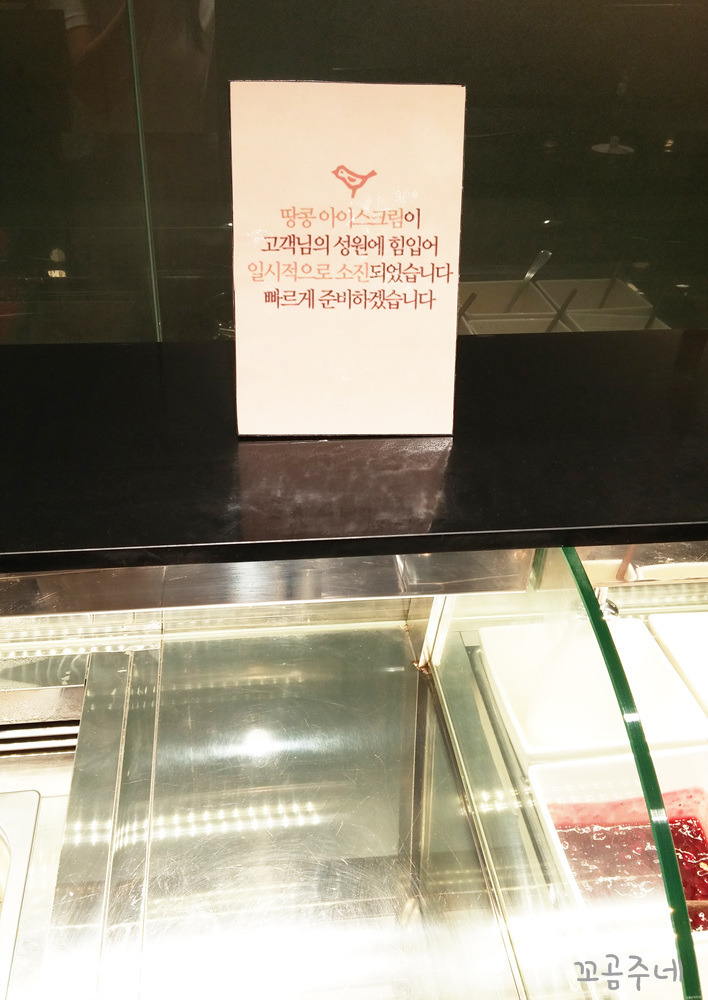 땅콩 아이스크림이
고객님의 성원에 힘입어
일시적으로 소진되었습니다
빠르게 준비하겠습니다
꼬곰주네